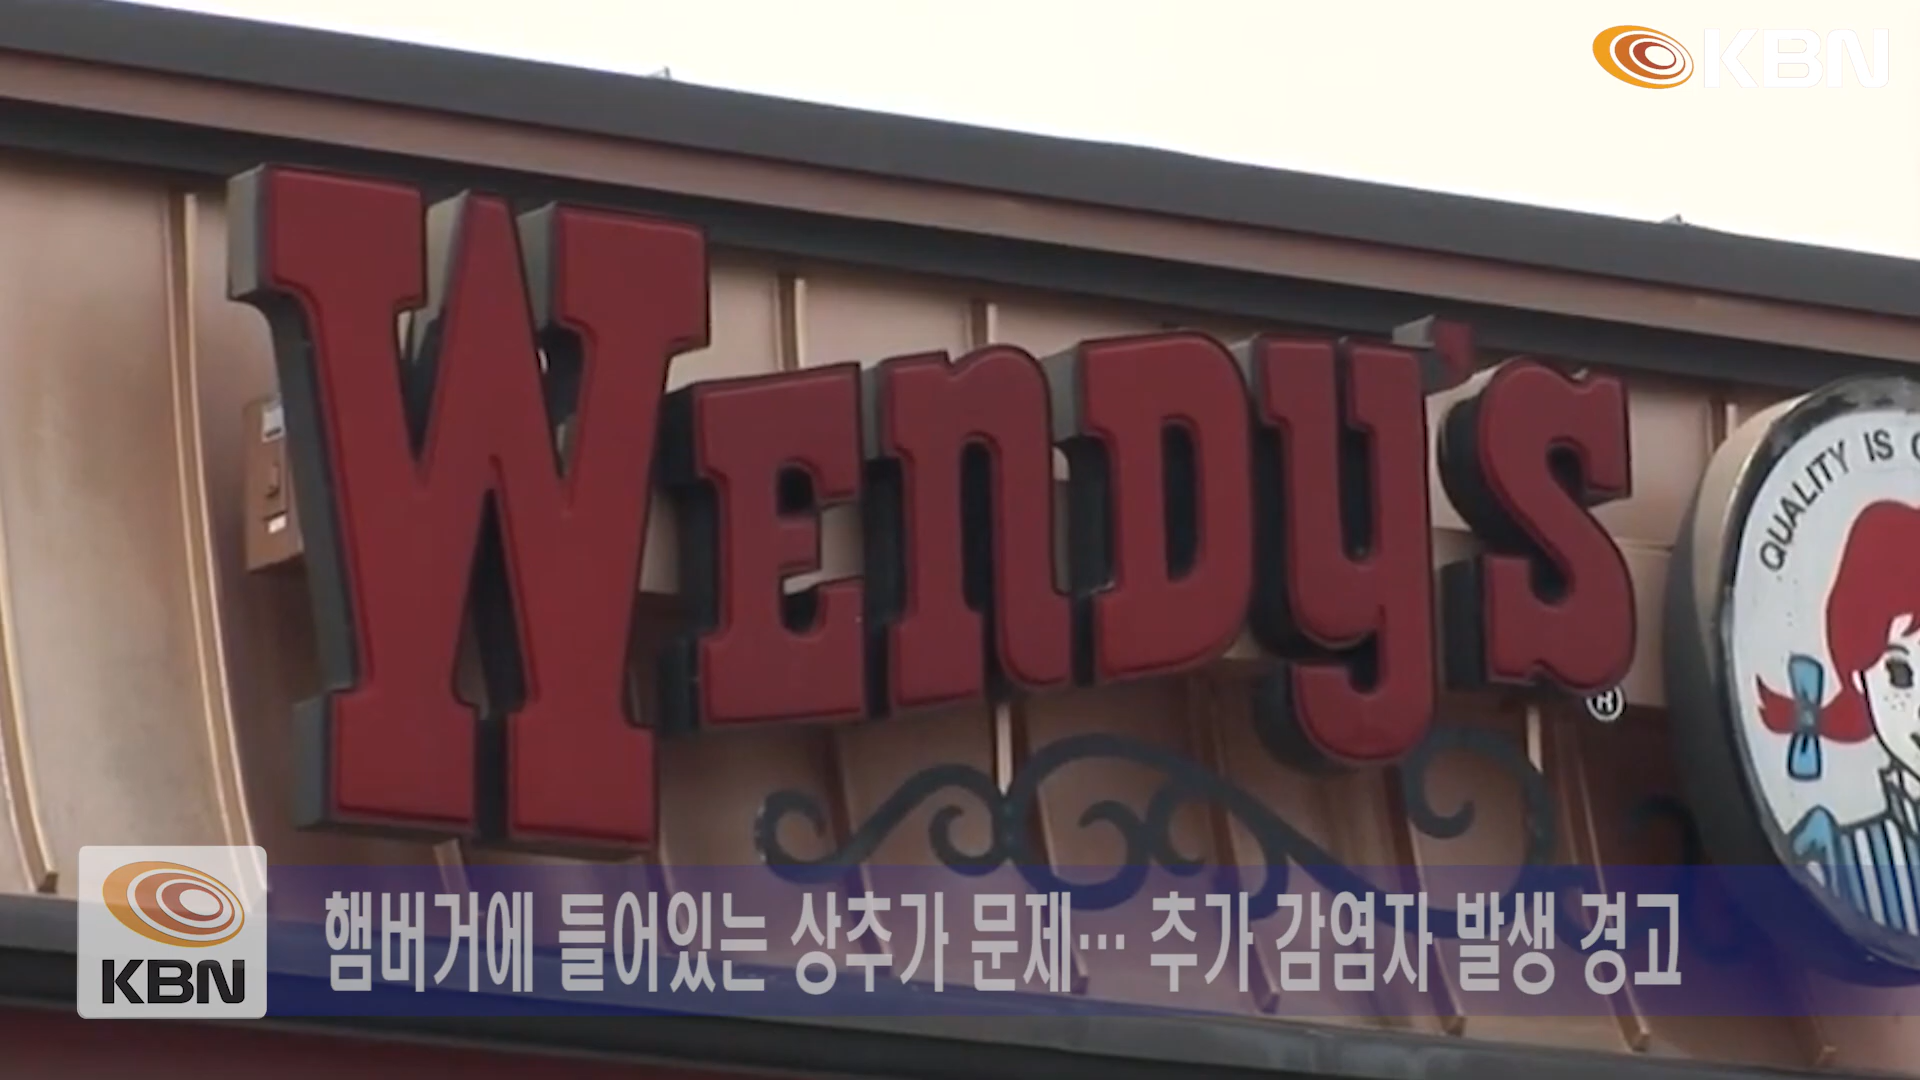 KBN
WENDY'S
®
QUALITY IS
KBN
햄버거에 들어있는 상추가 문제… 추가 감염자 발생 경고